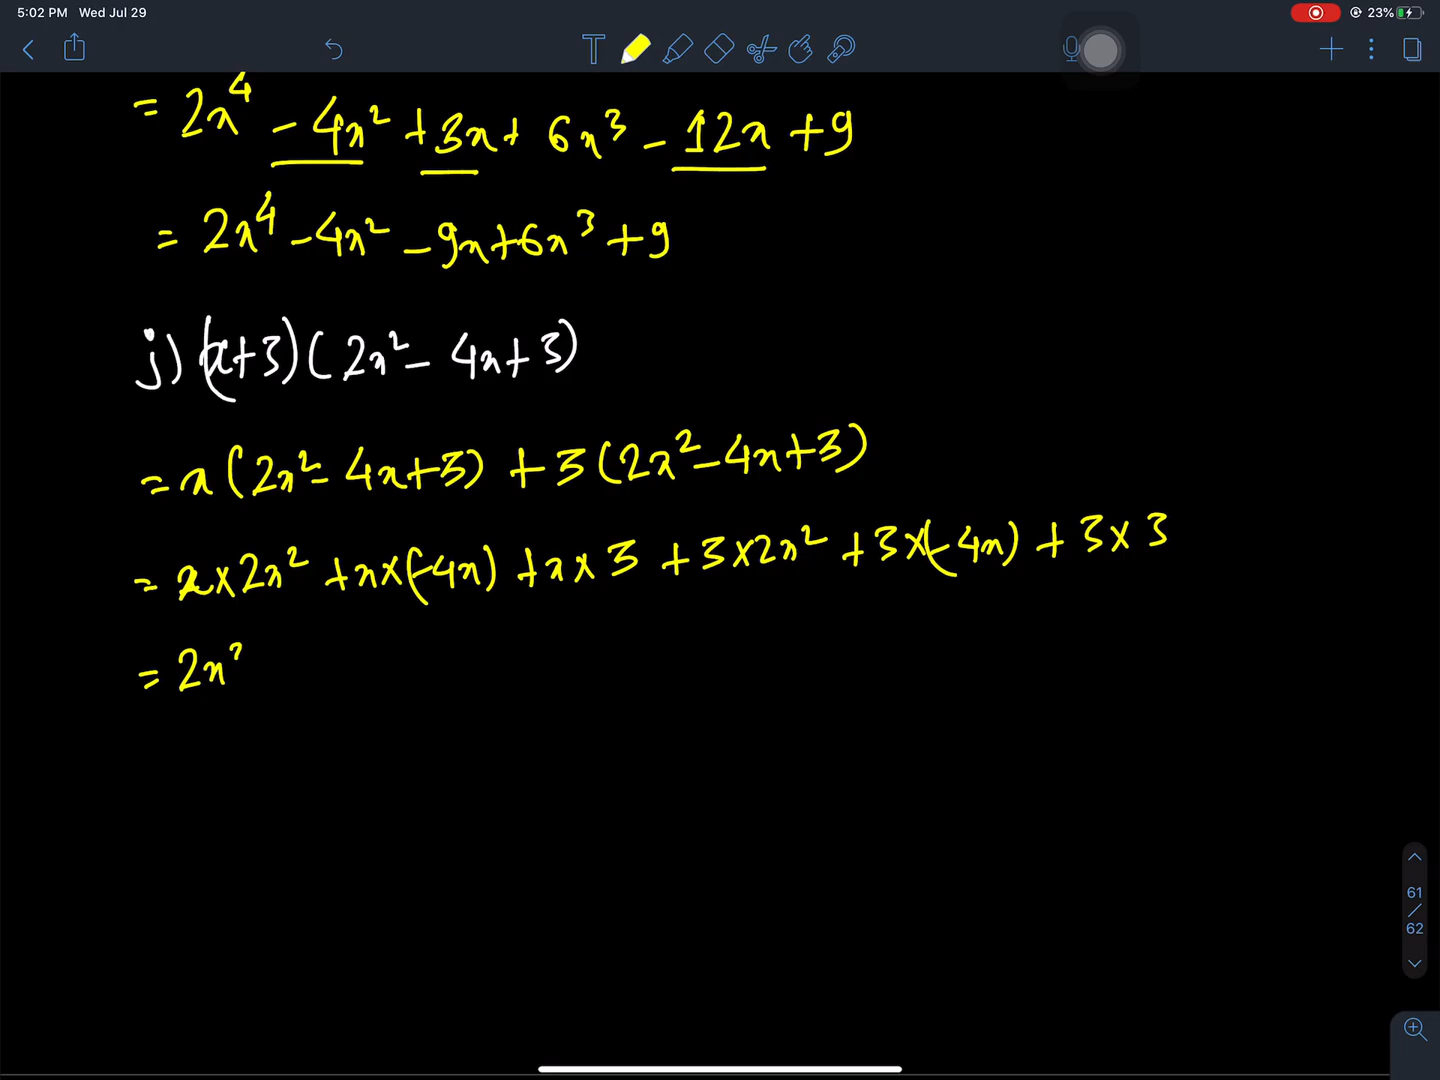 5:02 PM Wed Jul 29 23%
T
= 2x⁴ - 4x² + 3x + 6x³ - 12x + 9
= 2x⁴ - 4x² - 9x + 6x³ + 9
j) (x+3)(2x² - 4x + 3)
= x(2x² - 4x + 3) + 3(2x² - 4x + 3)
= x × 2x² + x × (-4x) + x × 3 + 3 × 2x² + 3 × (-4x) + 3 × 3
= 2x
61
/
62